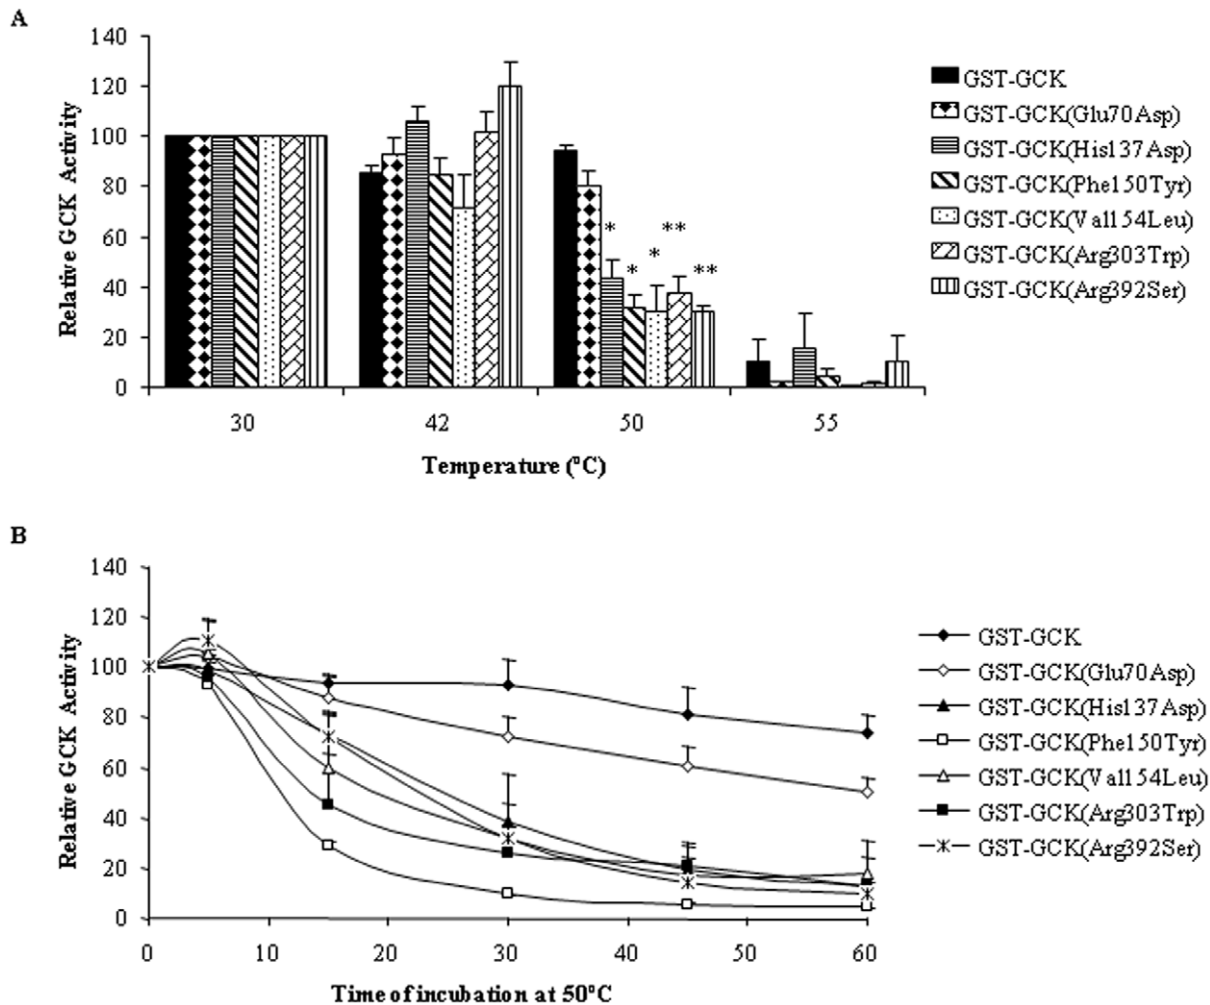 A
140
120
100
80
60
40
20
0
Relative GCK Activity
* * * ** **
30 42 50 55
Temperature (ºC)
GST-GCK
GST-GCK(Glu70Asp)
GST-GCK(His137Asp)
GST-GCK(Phe150Tyr)
GST-GCK(Val154Leu)
GST-GCK(Arg303Trp)
GST-GCK(Arg392Ser)
B
140
120
100
80
60
40
20
0
Relative GCK Activity
0 10 20 30 40 50 60
Time of incubation at 50ºC
GST-GCK
GST-GCK(Glu70Asp)
GST-GCK(His137Asp)
GST-GCK(Phe150Tyr)
GST-GCK(Val154Leu)
GST-GCK(Arg303Trp)
GST-GCK(Arg392Ser)